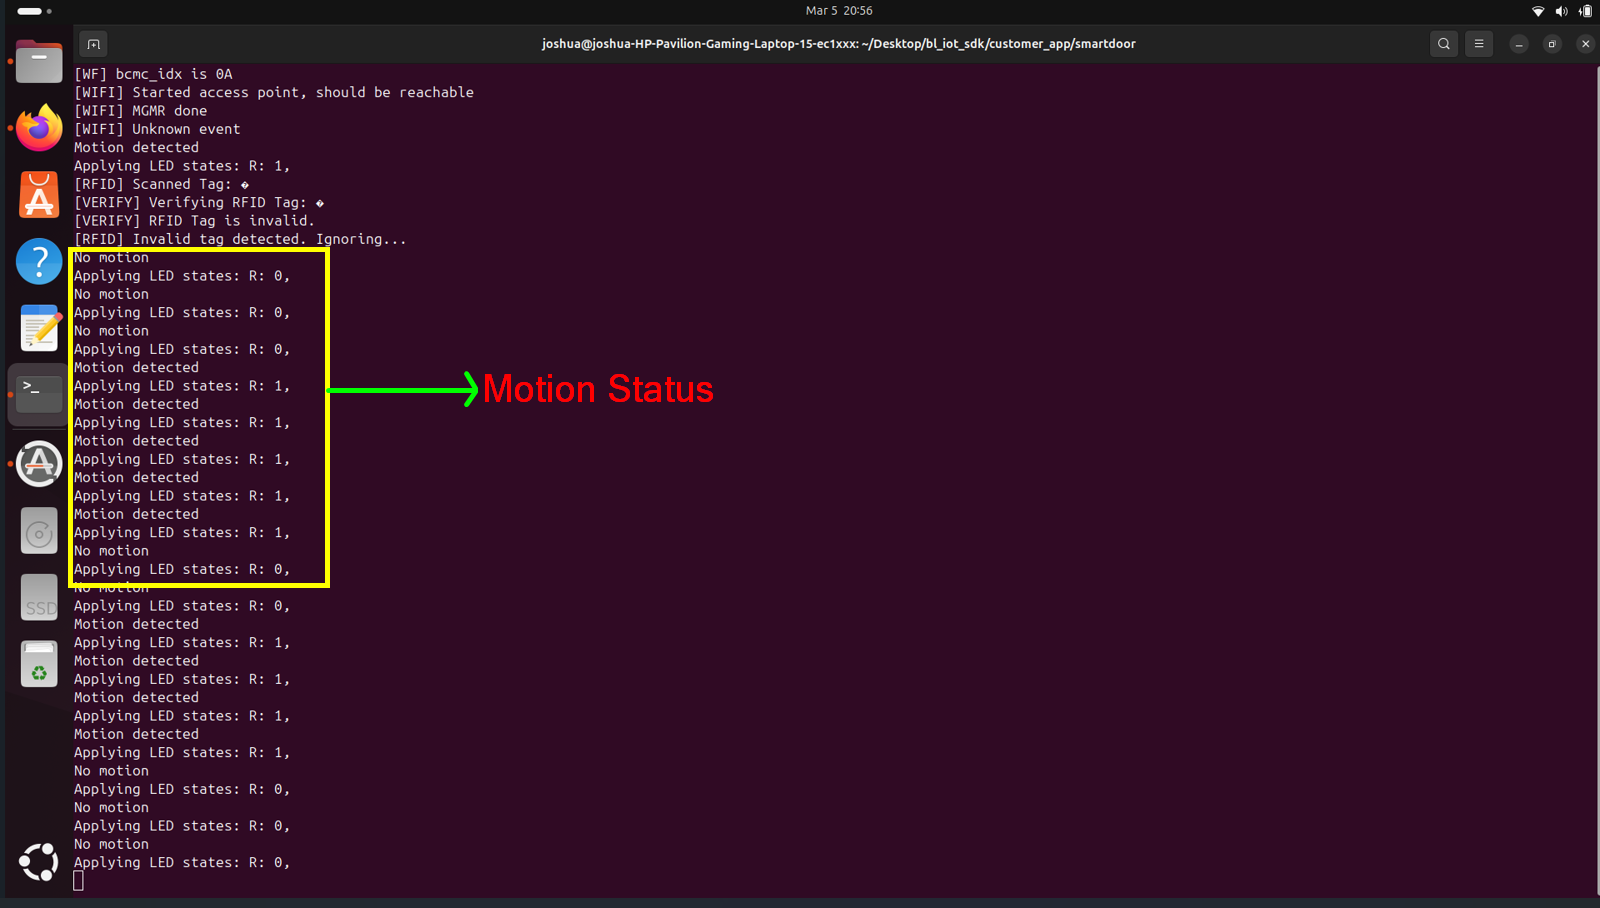 Mar 5 20:56
joshua@joshua-HP-Pavilion-Gaming-Laptop-15-ec1xxx: ~/Desktop/bl_iot_sdk/customer_app/smartdoor
[WF] bcmc_idx is 0A
[WIFI] Started access point, should be reachable
[WIFI] MGMR done
[WIFI] Unknown event
Motion detected
Applying LED states: R: 1,
[RFID] Scanned Tag: �
[VERIFY] Verifying RFID Tag: �
[VERIFY] RFID Tag is invalid.
[RFID] Invalid tag detected. Ignoring...
No motion
Applying LED states: R: 0,
No motion
Applying LED states: R: 0,
No motion
Applying LED states: R: 0,
Motion detected
Applying LED states: R: 1,
Motion Status
Motion detected
Applying LED states: R: 1,
Motion detected
Applying LED states: R: 1,
Motion detected
Applying LED states: R: 1,
Motion detected
Applying LED states: R: 1,
No motion
Applying LED states: R: 0,
No motion
Applying LED states: R: 0,
Motion detected
Applying LED states: R: 1,
Motion detected
Applying LED states: R: 1,
Motion detected
Applying LED states: R: 1,
Motion detected
Applying LED states: R: 1,
No motion
Applying LED states: R: 0,
No motion
Applying LED states: R: 0,
No motion
Applying LED states: R: 0,
SSD